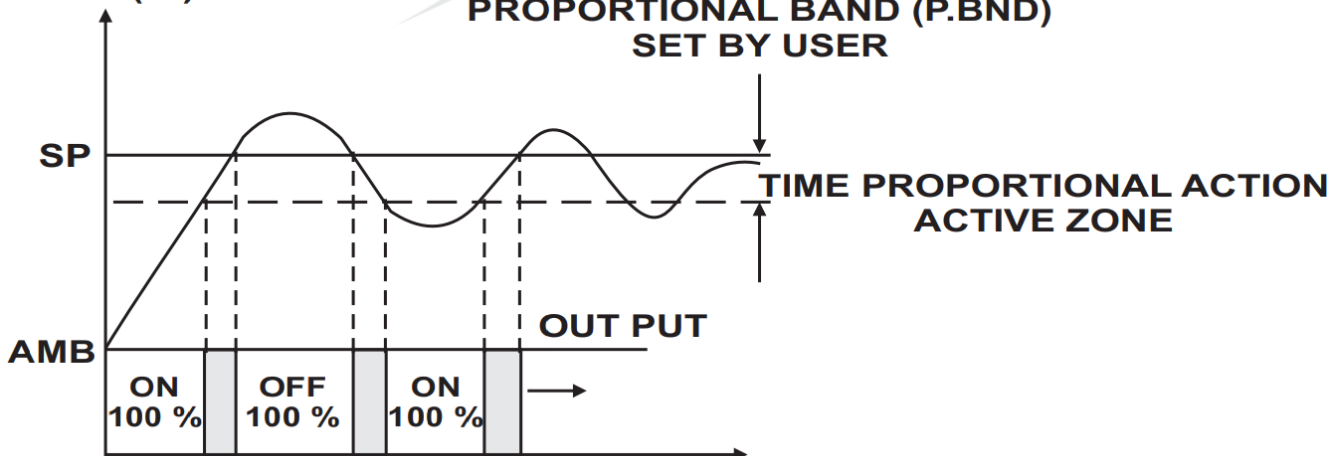 PROPORTIONAL BAND (P.BND)
SET BY USER
SP
TIME PROPORTIONAL ACTION
ACTIVE ZONE
OUT PUT
AMB
ON
100 %
OFF
100 %
ON
100 %